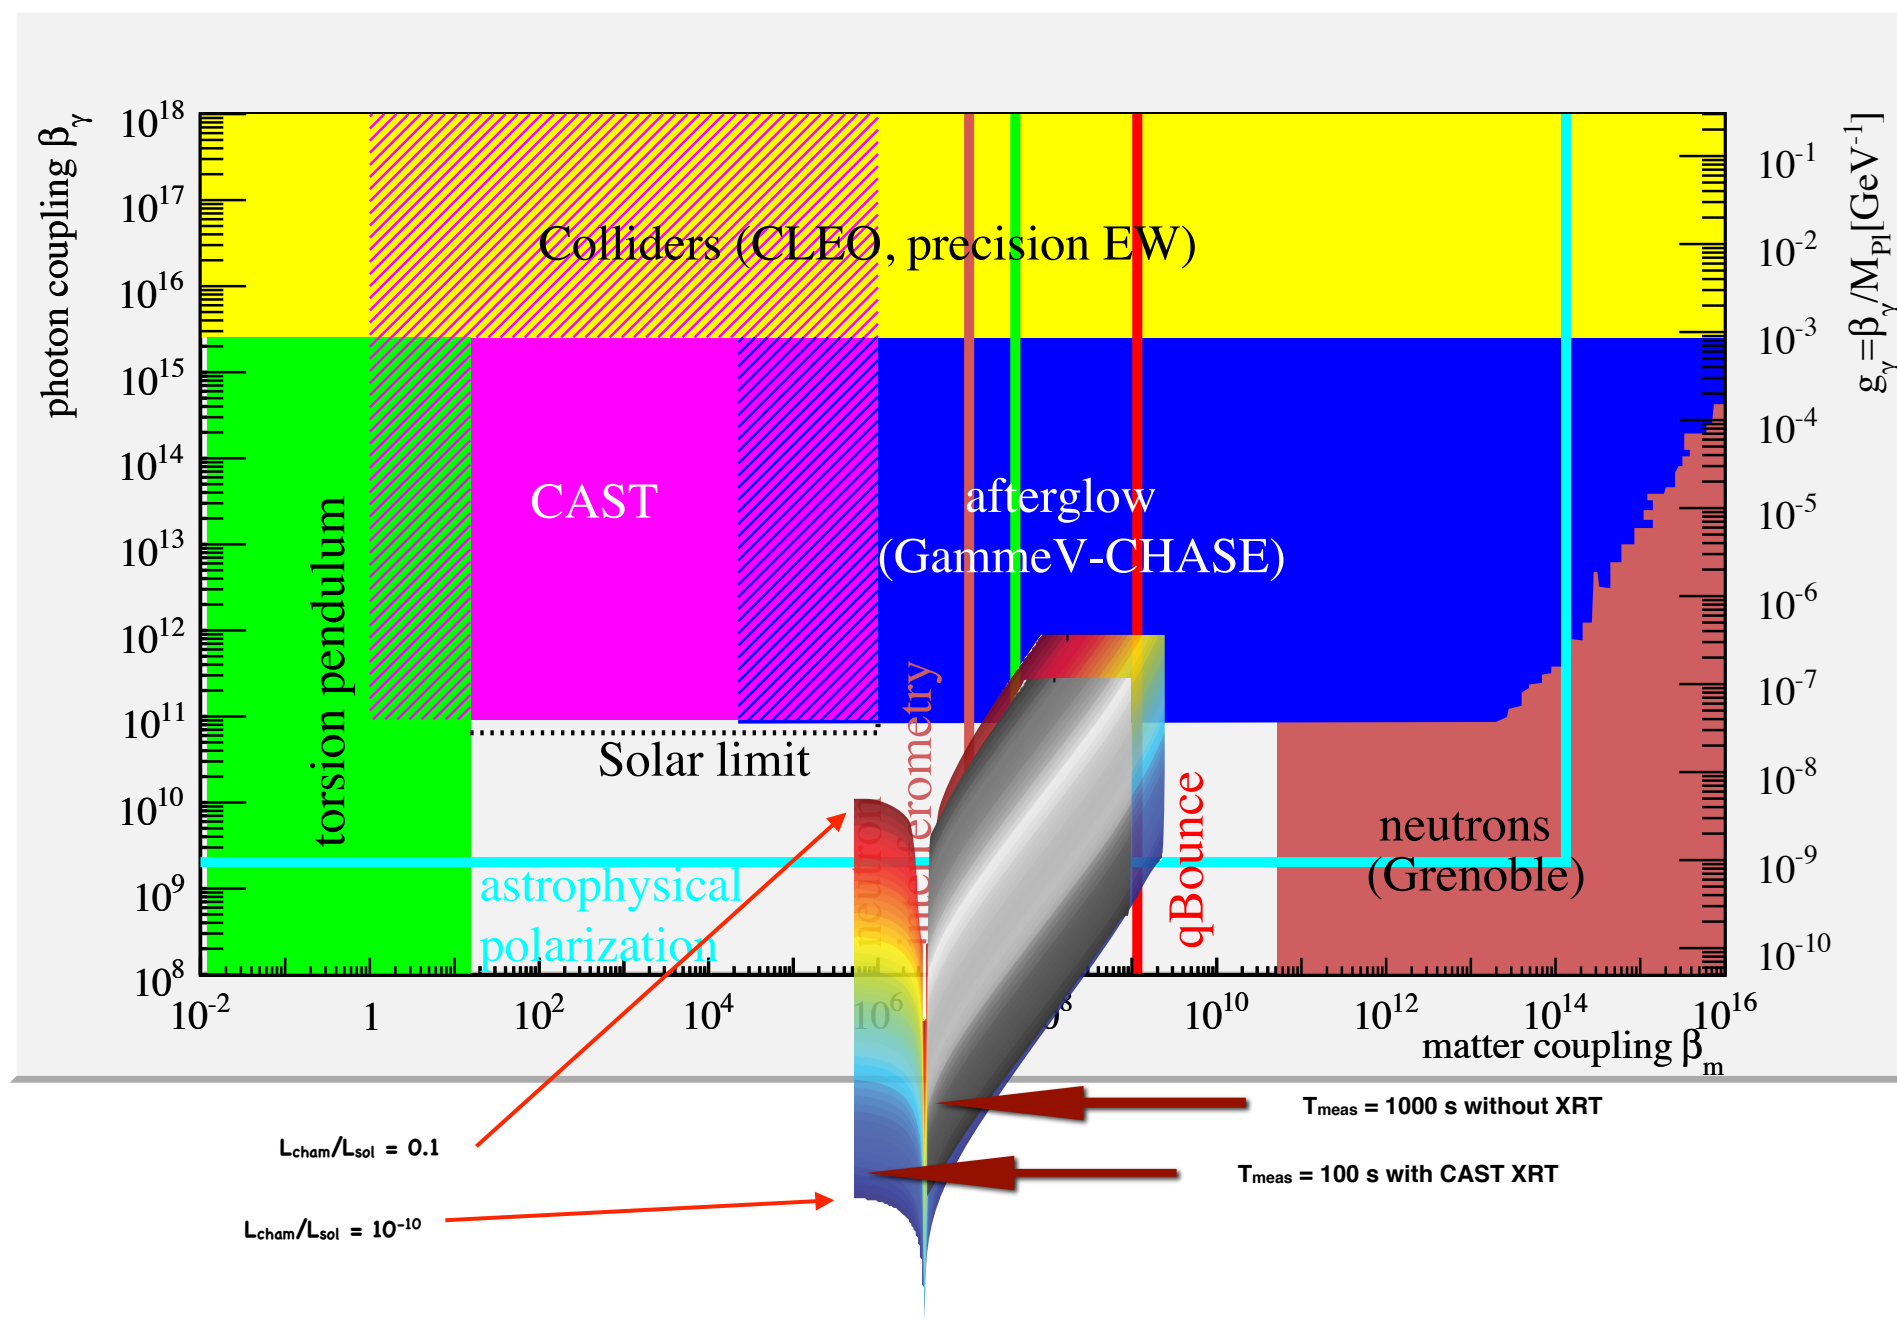 photon coupling βγ
10^18
10^17
10^16
10^15
10^14
10^13
10^12
10^11
10^10
10^9
10^8
10^-2
1
10^2
10^4
10^6
8
10^10
10^12
10^14
10^16
matter coupling βm
gγ=βγ/MPl[GeV^-1]
10^-1
10^-2
10^-3
10^-4
10^-5
10^-6
10^-7
10^-8
10^-9
10^-10
Colliders (CLEO, precision EW)
CAST
afterglow
(GammeV-CHASE)
torsion pendulum
Solar limit
astrophysical
polarization
neutron
interferometry
qBounce
neutrons
(Grenoble)
Tmeas = 1000 s without XRT
Tmeas = 100 s with CAST XRT
Lcham/Lsol = 0.1
Lcham/Lsol = 10^-10